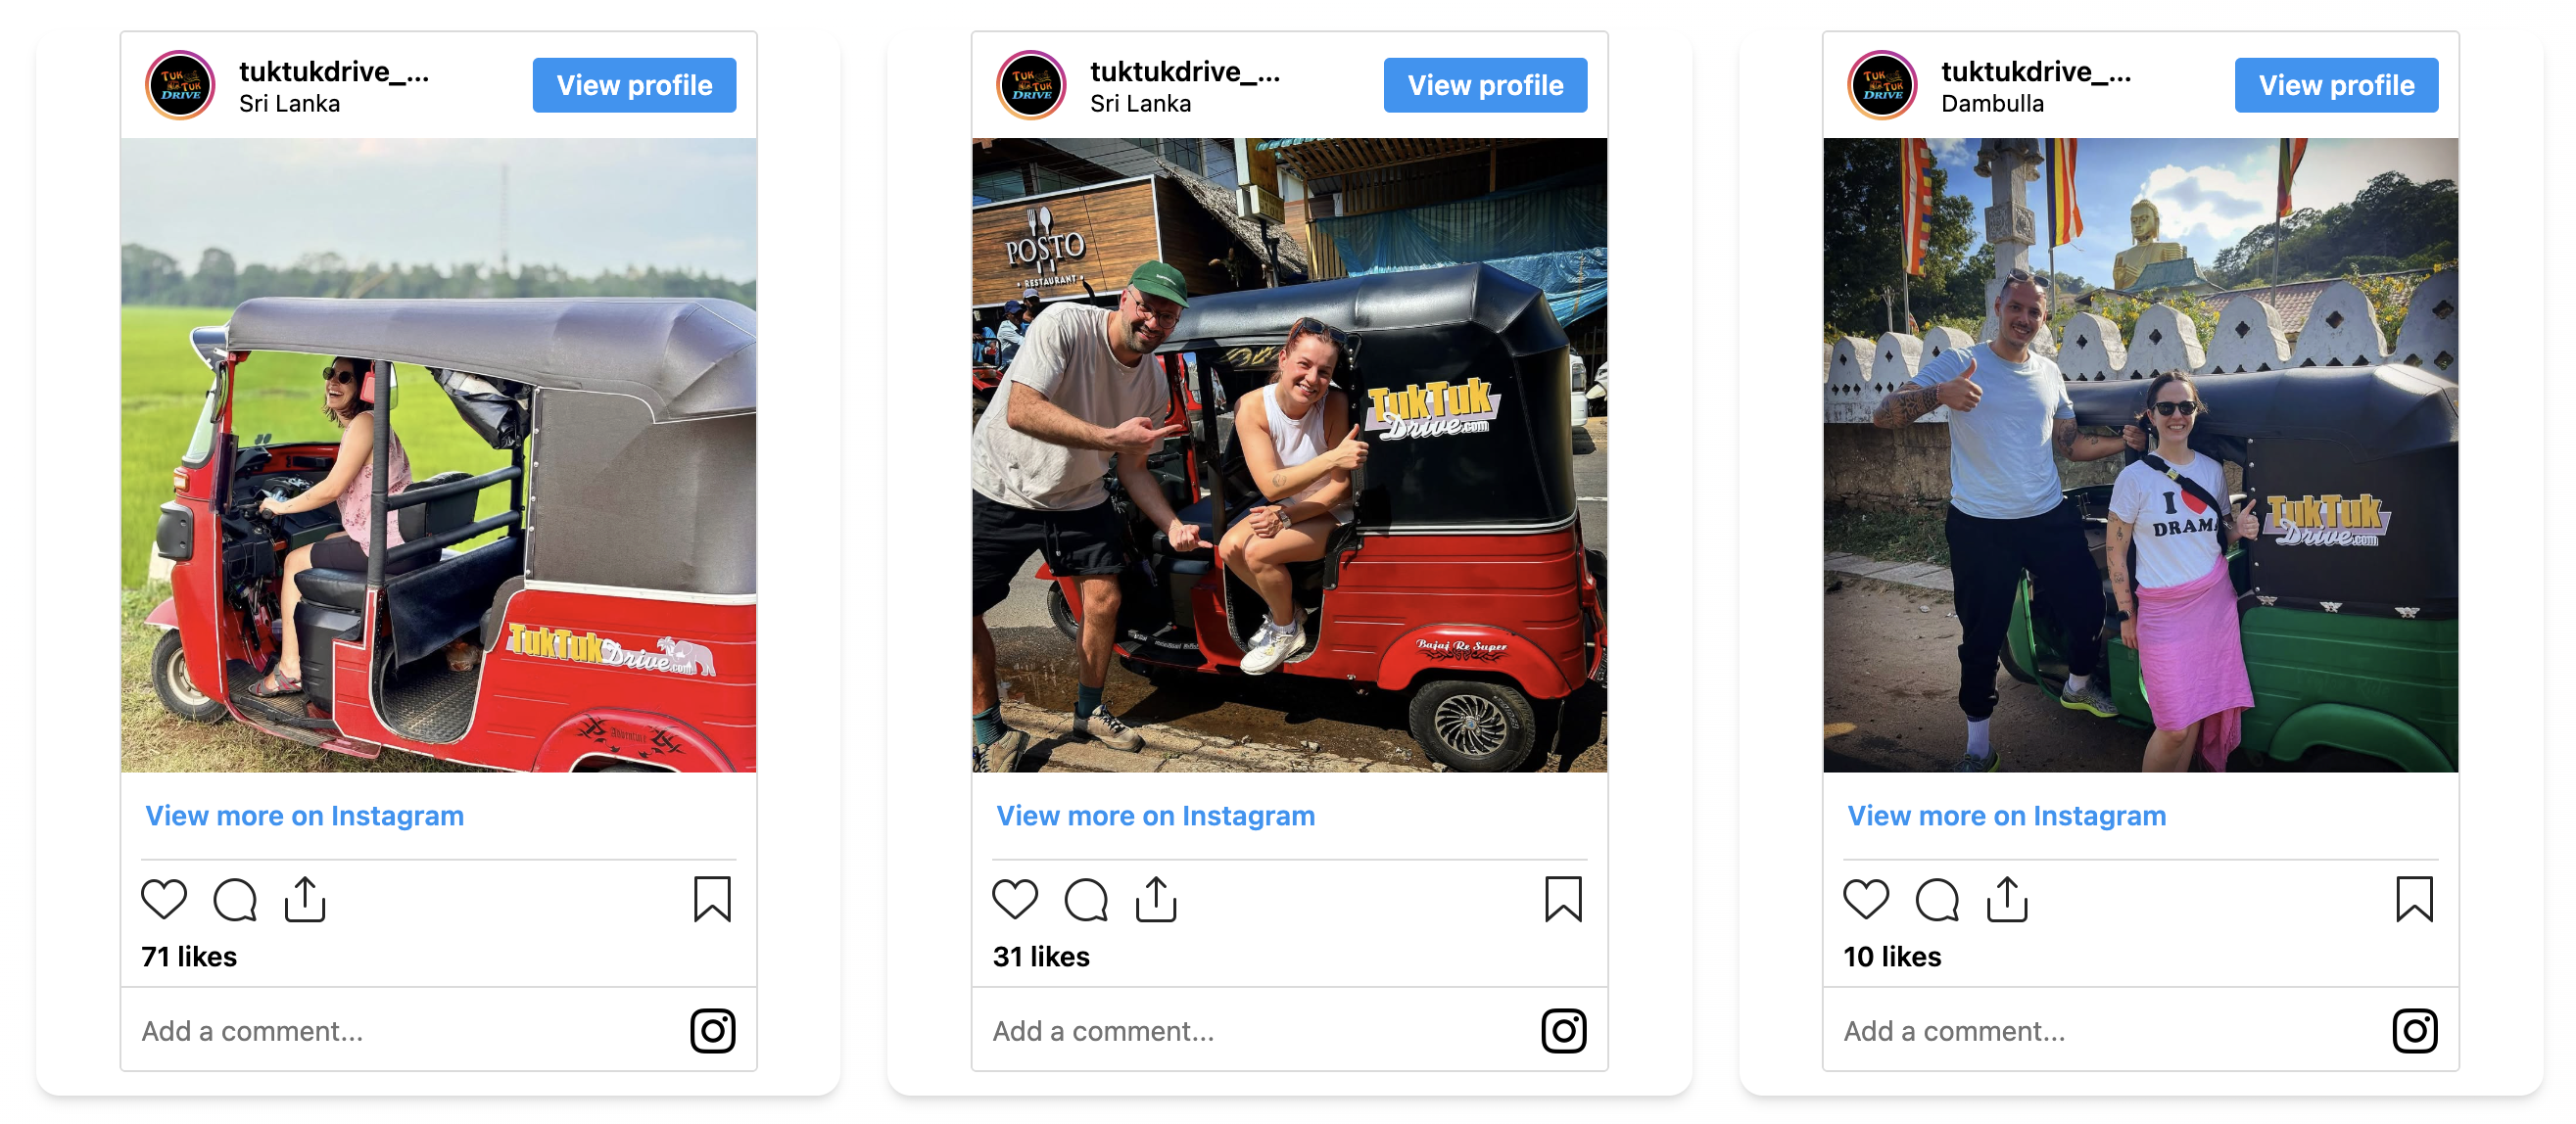 TUK
TUK
DRIVE
tuktukdrive_...
Sri Lanka
View profile
TukTuk Drive.com
View more on Instagram
71 likes
Add a comment...
TUK
TUK
DRIVE
tuktukdrive_...
Sri Lanka
View profile
POSTO
RESTAURANT
TukTuk
Drive.com
Bajaj Re Super
View more on Instagram
31 likes
Add a comment...
TUK
TUK
DRIVE
tuktukdrive_...
Dambulla
View profile
I
DRAMA
TukTuk
Drive.com
View more on Instagram
10 likes
Add a comment...